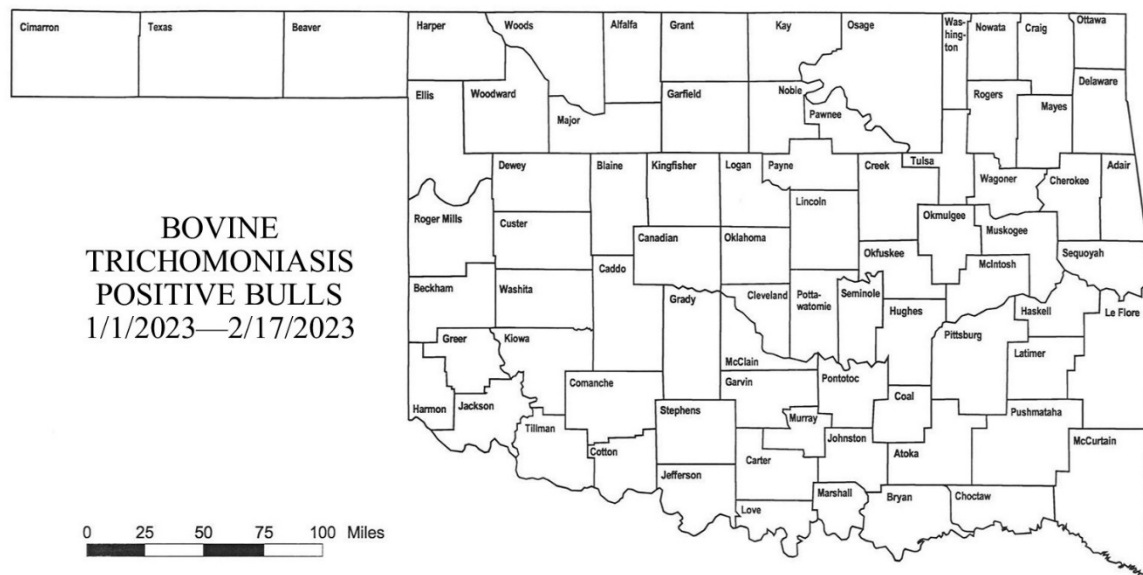 Cimarron Texas Beaver Harper Woods Alfalfa Grant Kay Osage Wash-
ing-
ton Nowata Craig Ottawa
Ellis Woodward Major Garfield Noble Pawnee Rogers Mayes Delaware
Dewey Blaine Kingfisher Logan Payne Creek Tulsa Wagoner Cherokee Adair
Roger Mills Custer Lincoln Okmulgee Muskogee
BOVINE
TRICHOMONIASIS
POSITIVE BULLS
1/1/2023—2/17/2023
Canadian Oklahoma Okfuskee McIntosh Sequoyah
Beckham Washita Caddo Grady Cleveland Potta-
watomie Seminole Hughes Haskell Le Flore
Greer Kiowa McClain Pittsburg Latimer
Harmon Jackson Comanche Garvin Pontotoc Coal
Tillman Stephens Murray Pushmataha
Cotton Carter Johnston Atoka McCurtain
Jefferson Marshall Bryan Choctaw
Love
0 25 50 75 100 Miles